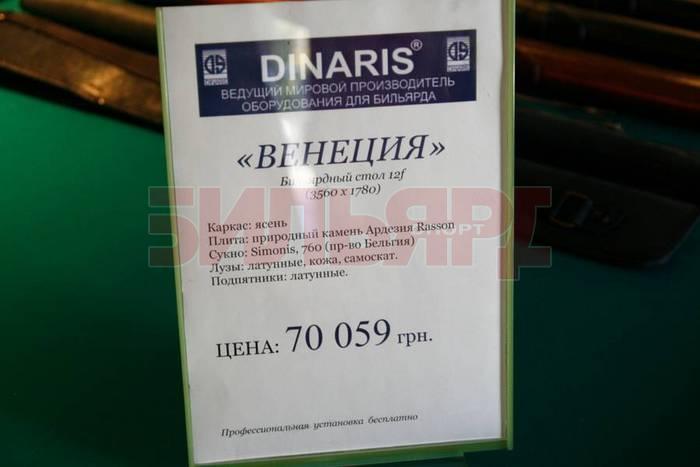 DINARIS®
ВЕДУЩИЙ МИРОВОЙ ПРОИЗВОДИТЕЛЬ
ОБОРУДОВАНИЯ ДЛЯ БИЛЬЯРДА
«ВЕНЕЦИЯ»
Бильярдный стол 12f
(3560 x 1780)
БИЛЬЯРД
СПОРТ
Каркас: ясень
Плита: природный камень Ардезия Rasson
Сукно: Simonis, 760 (пр-во Бельгия)
Лузы: латунные, кожа, самоскат.
Подпятники: латунные.
ЦЕНА: 70 059 грн.
Профессиональная установка бесплатно